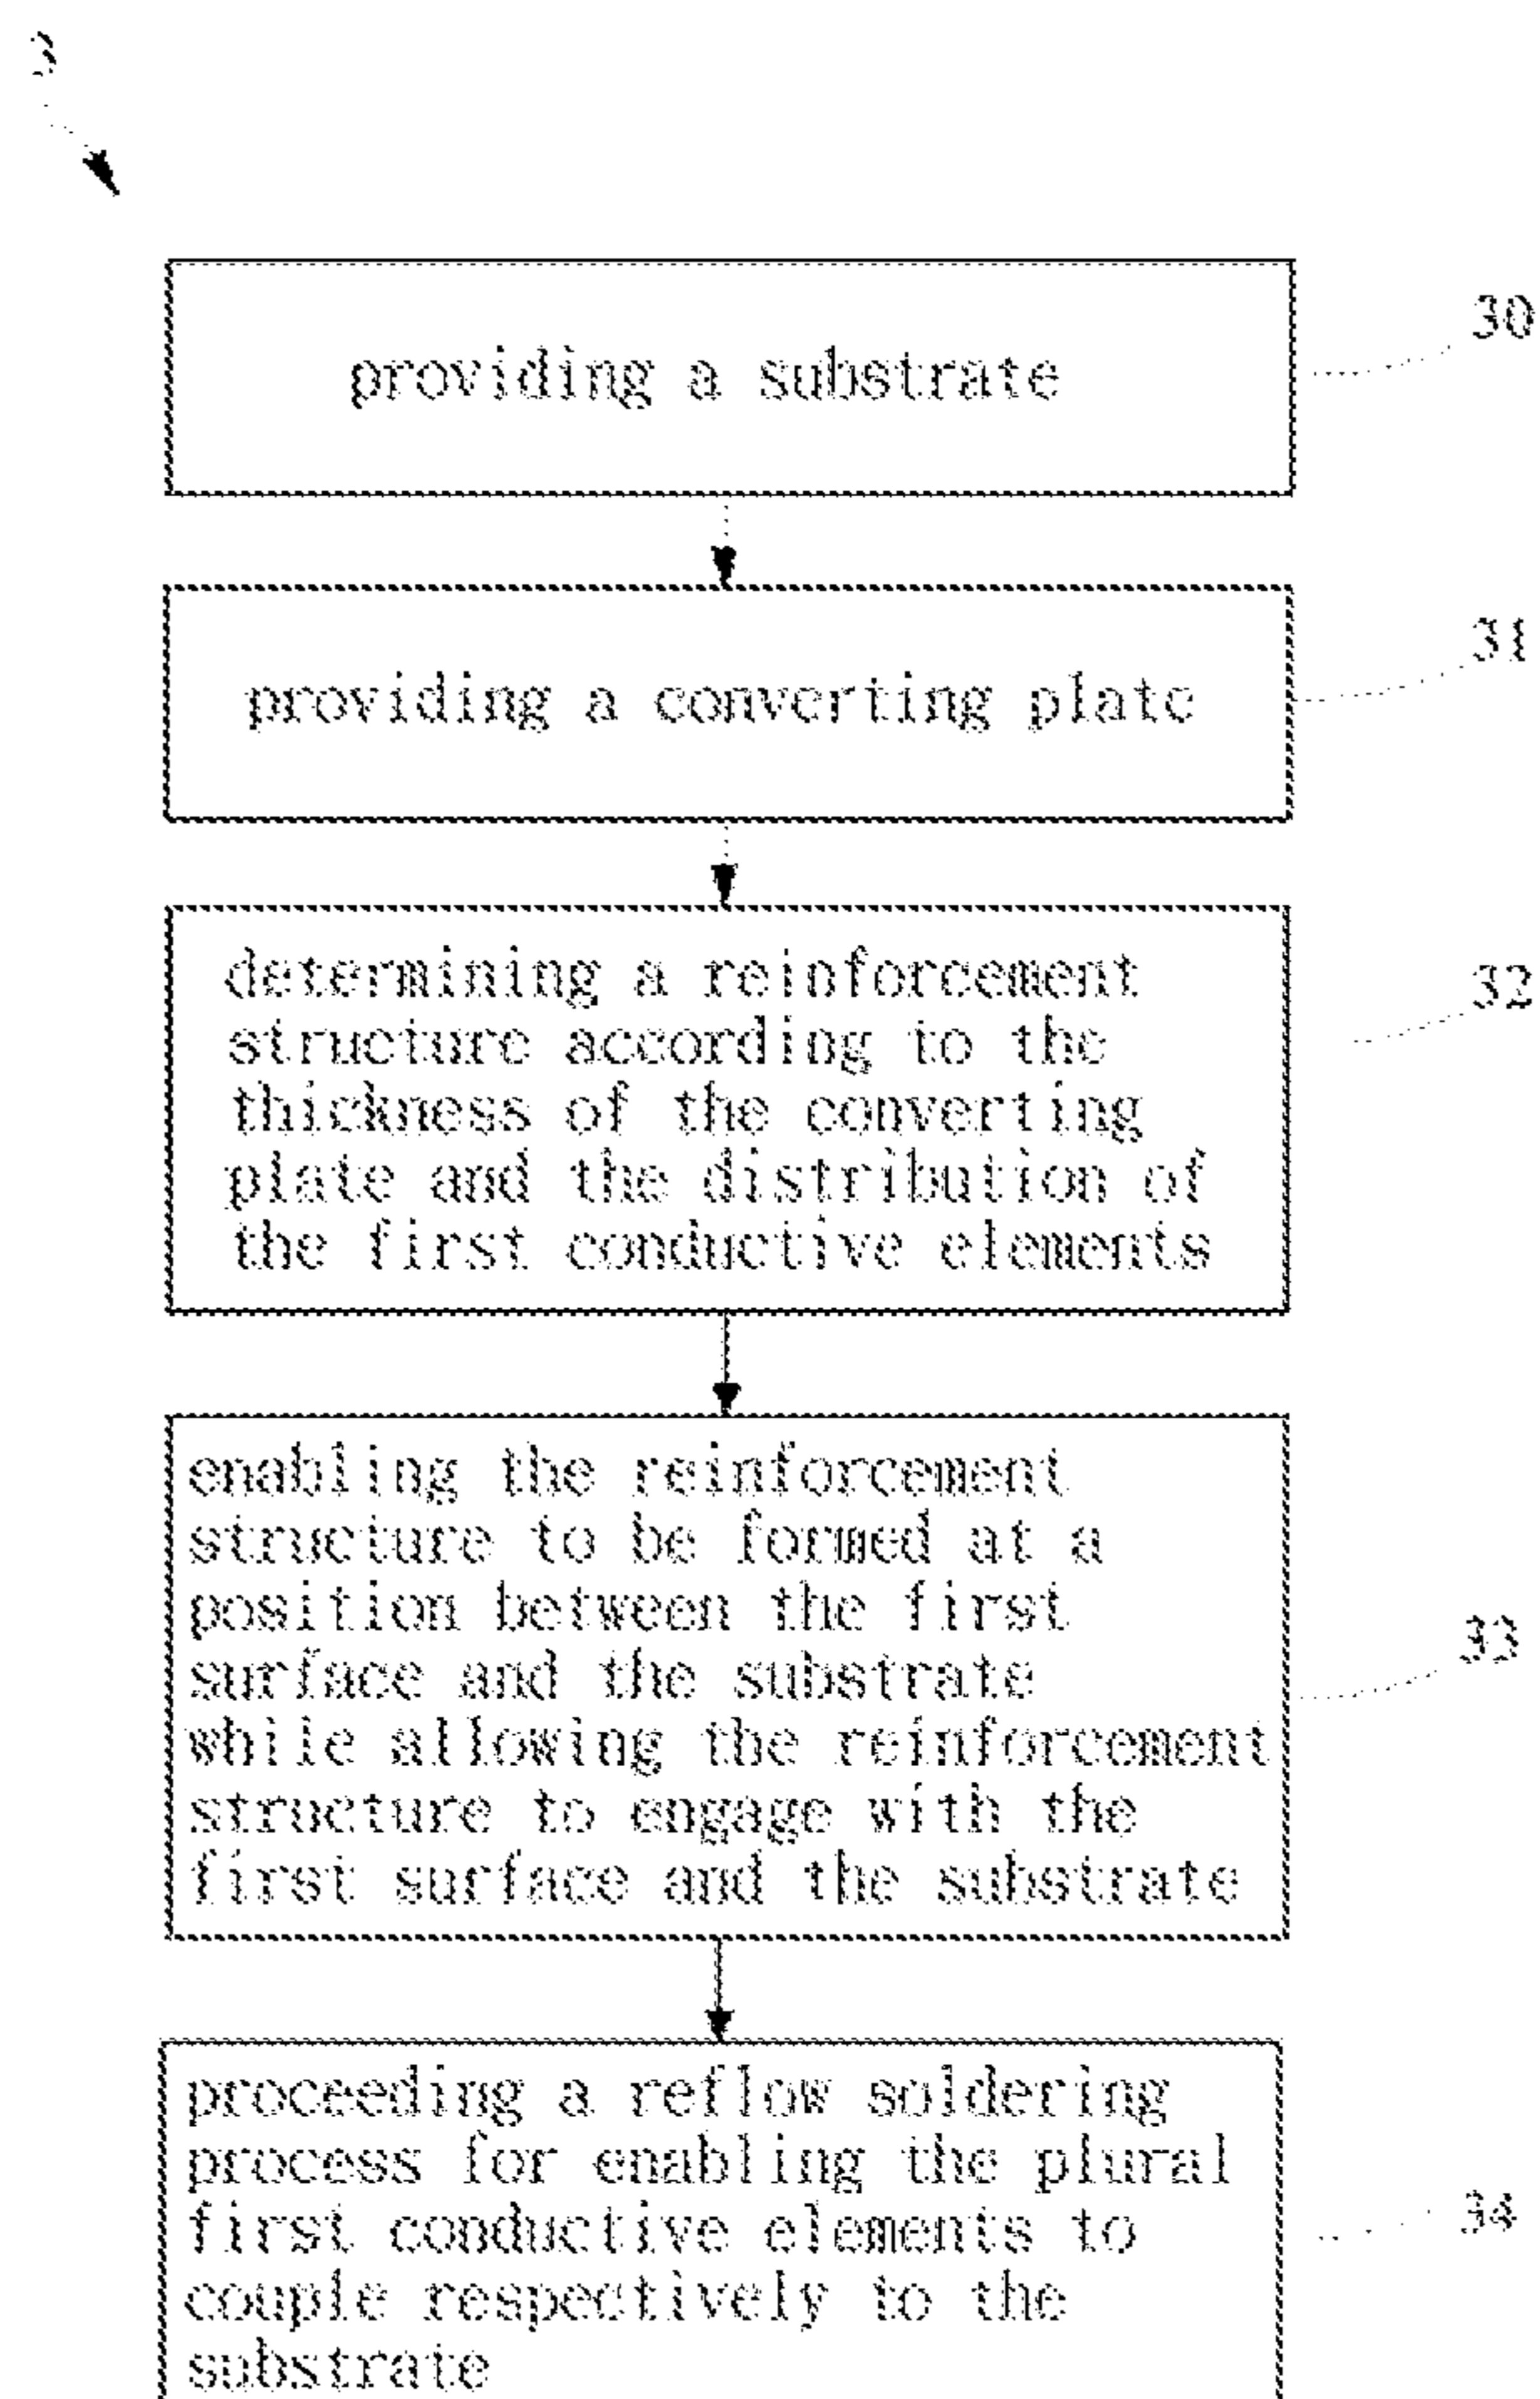 3
providing a substrate
30
providing a converting plate
31
determining a reinforcement
structure according to the
thickness of the converting
plate and the distribution of
the first conductive elements
32
enabling the reinforcement
structure to be formed at a
position between the first
surface and the substrate
while allowing the reinforcement
structure to engage with the
first surface and the substrate
33
proceeding a reflow soldering
process for enabling the plural
first conductive elements to
couple respectively to the
substrate
34